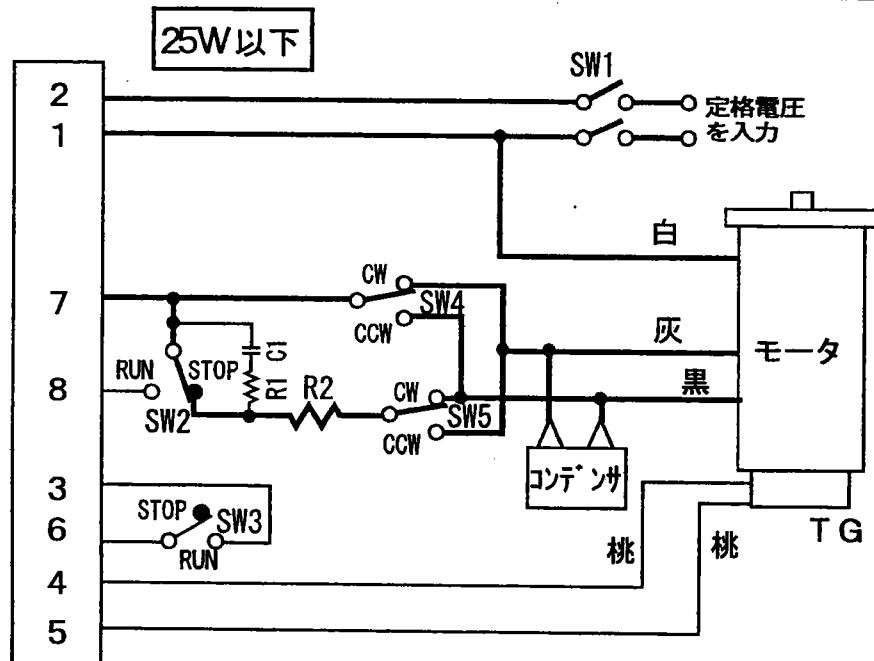 25W以下
SW1
2
定格電圧
を入力
1
白
CW
7
SW4
CCW
灰
モータ
C1
RUN
STOP
R1
R2
8
CW
黒
SW2
SW5
CCW
コンデンサ
3
STOP
SW3
6
RUN
桃
桃
TG
4
5